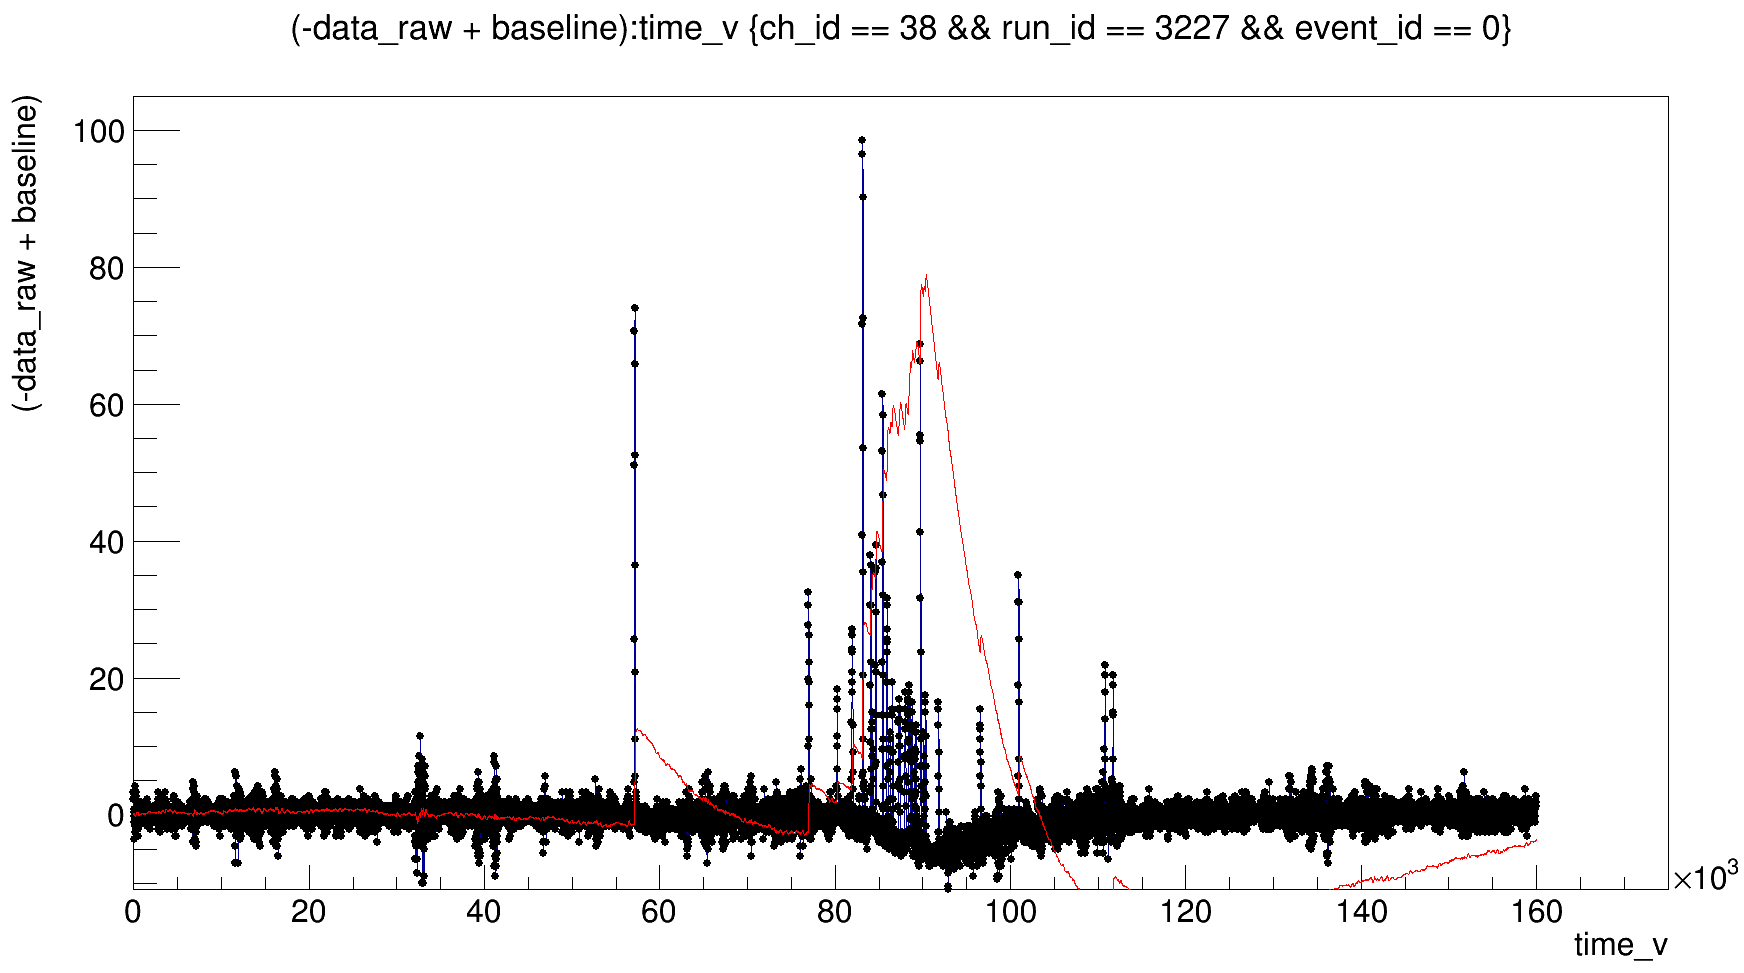 (-data_raw + baseline):time_v {ch_id == 38 && run_id == 3227 && event_id == 0}
(-data_raw + baseline)
100
80
60
40
20
0
0 20 40 60 80 100 120 140 160
×10³
time_v